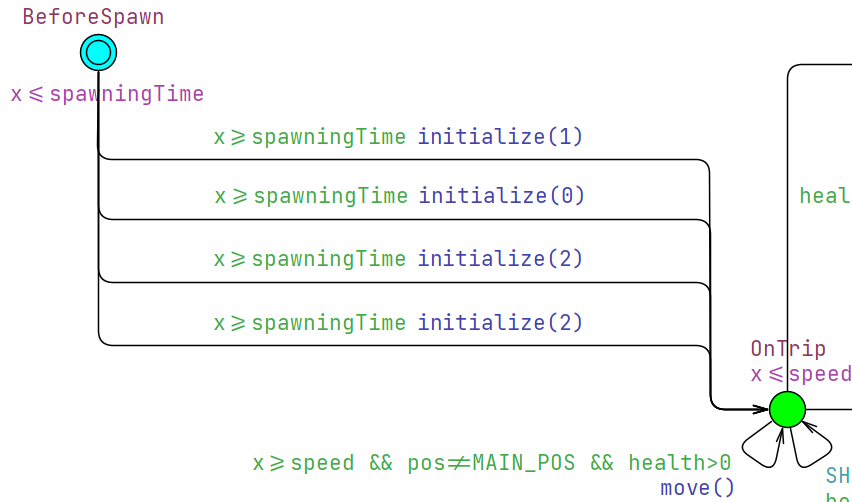 BeforeSpawn
x⩽spawningTime
x⩾spawningTime initialize(1)
x⩾spawningTime initialize(0)
x⩾spawningTime initialize(2)
x⩾spawningTime initialize(2)
heal
OnTrip
x⩽speed
x⩾speed && pos≠MAIN_POS && health>0
move()
SH